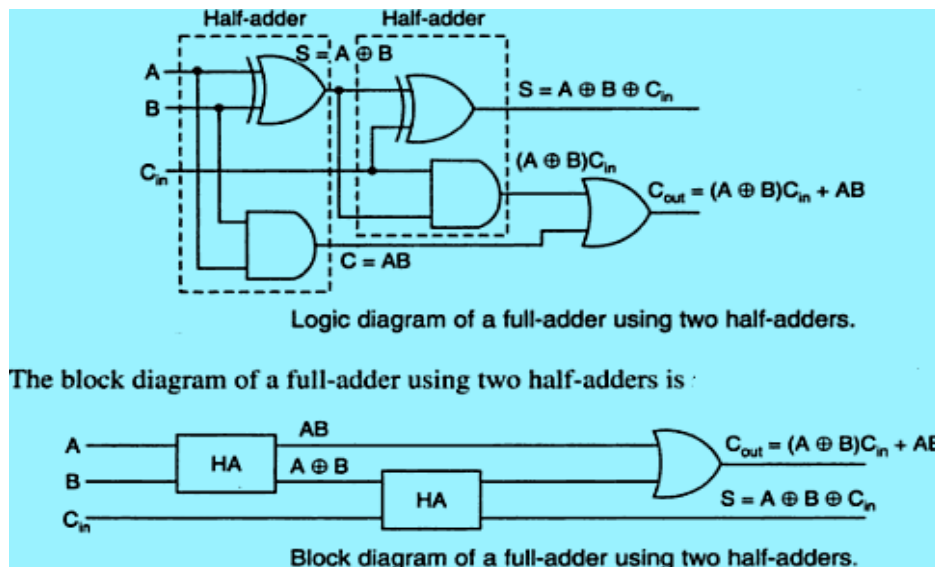 Half-adder
Half-adder
S = A ⊕ B
A
B
S = A ⊕ B ⊕ Cin
Cin
(A ⊕ B)Cin
Cout = (A ⊕ B)Cin + AB
C = AB
Logic diagram of a full-adder using two half-adders.
The block diagram of a full-adder using two half-adders is
AB
A
HA
Cout = (A ⊕ B)Cin + AB
A ⊕ B
B
HA
S = A ⊕ B ⊕ Cin
Cin
Block diagram of a full-adder using two half-adders.